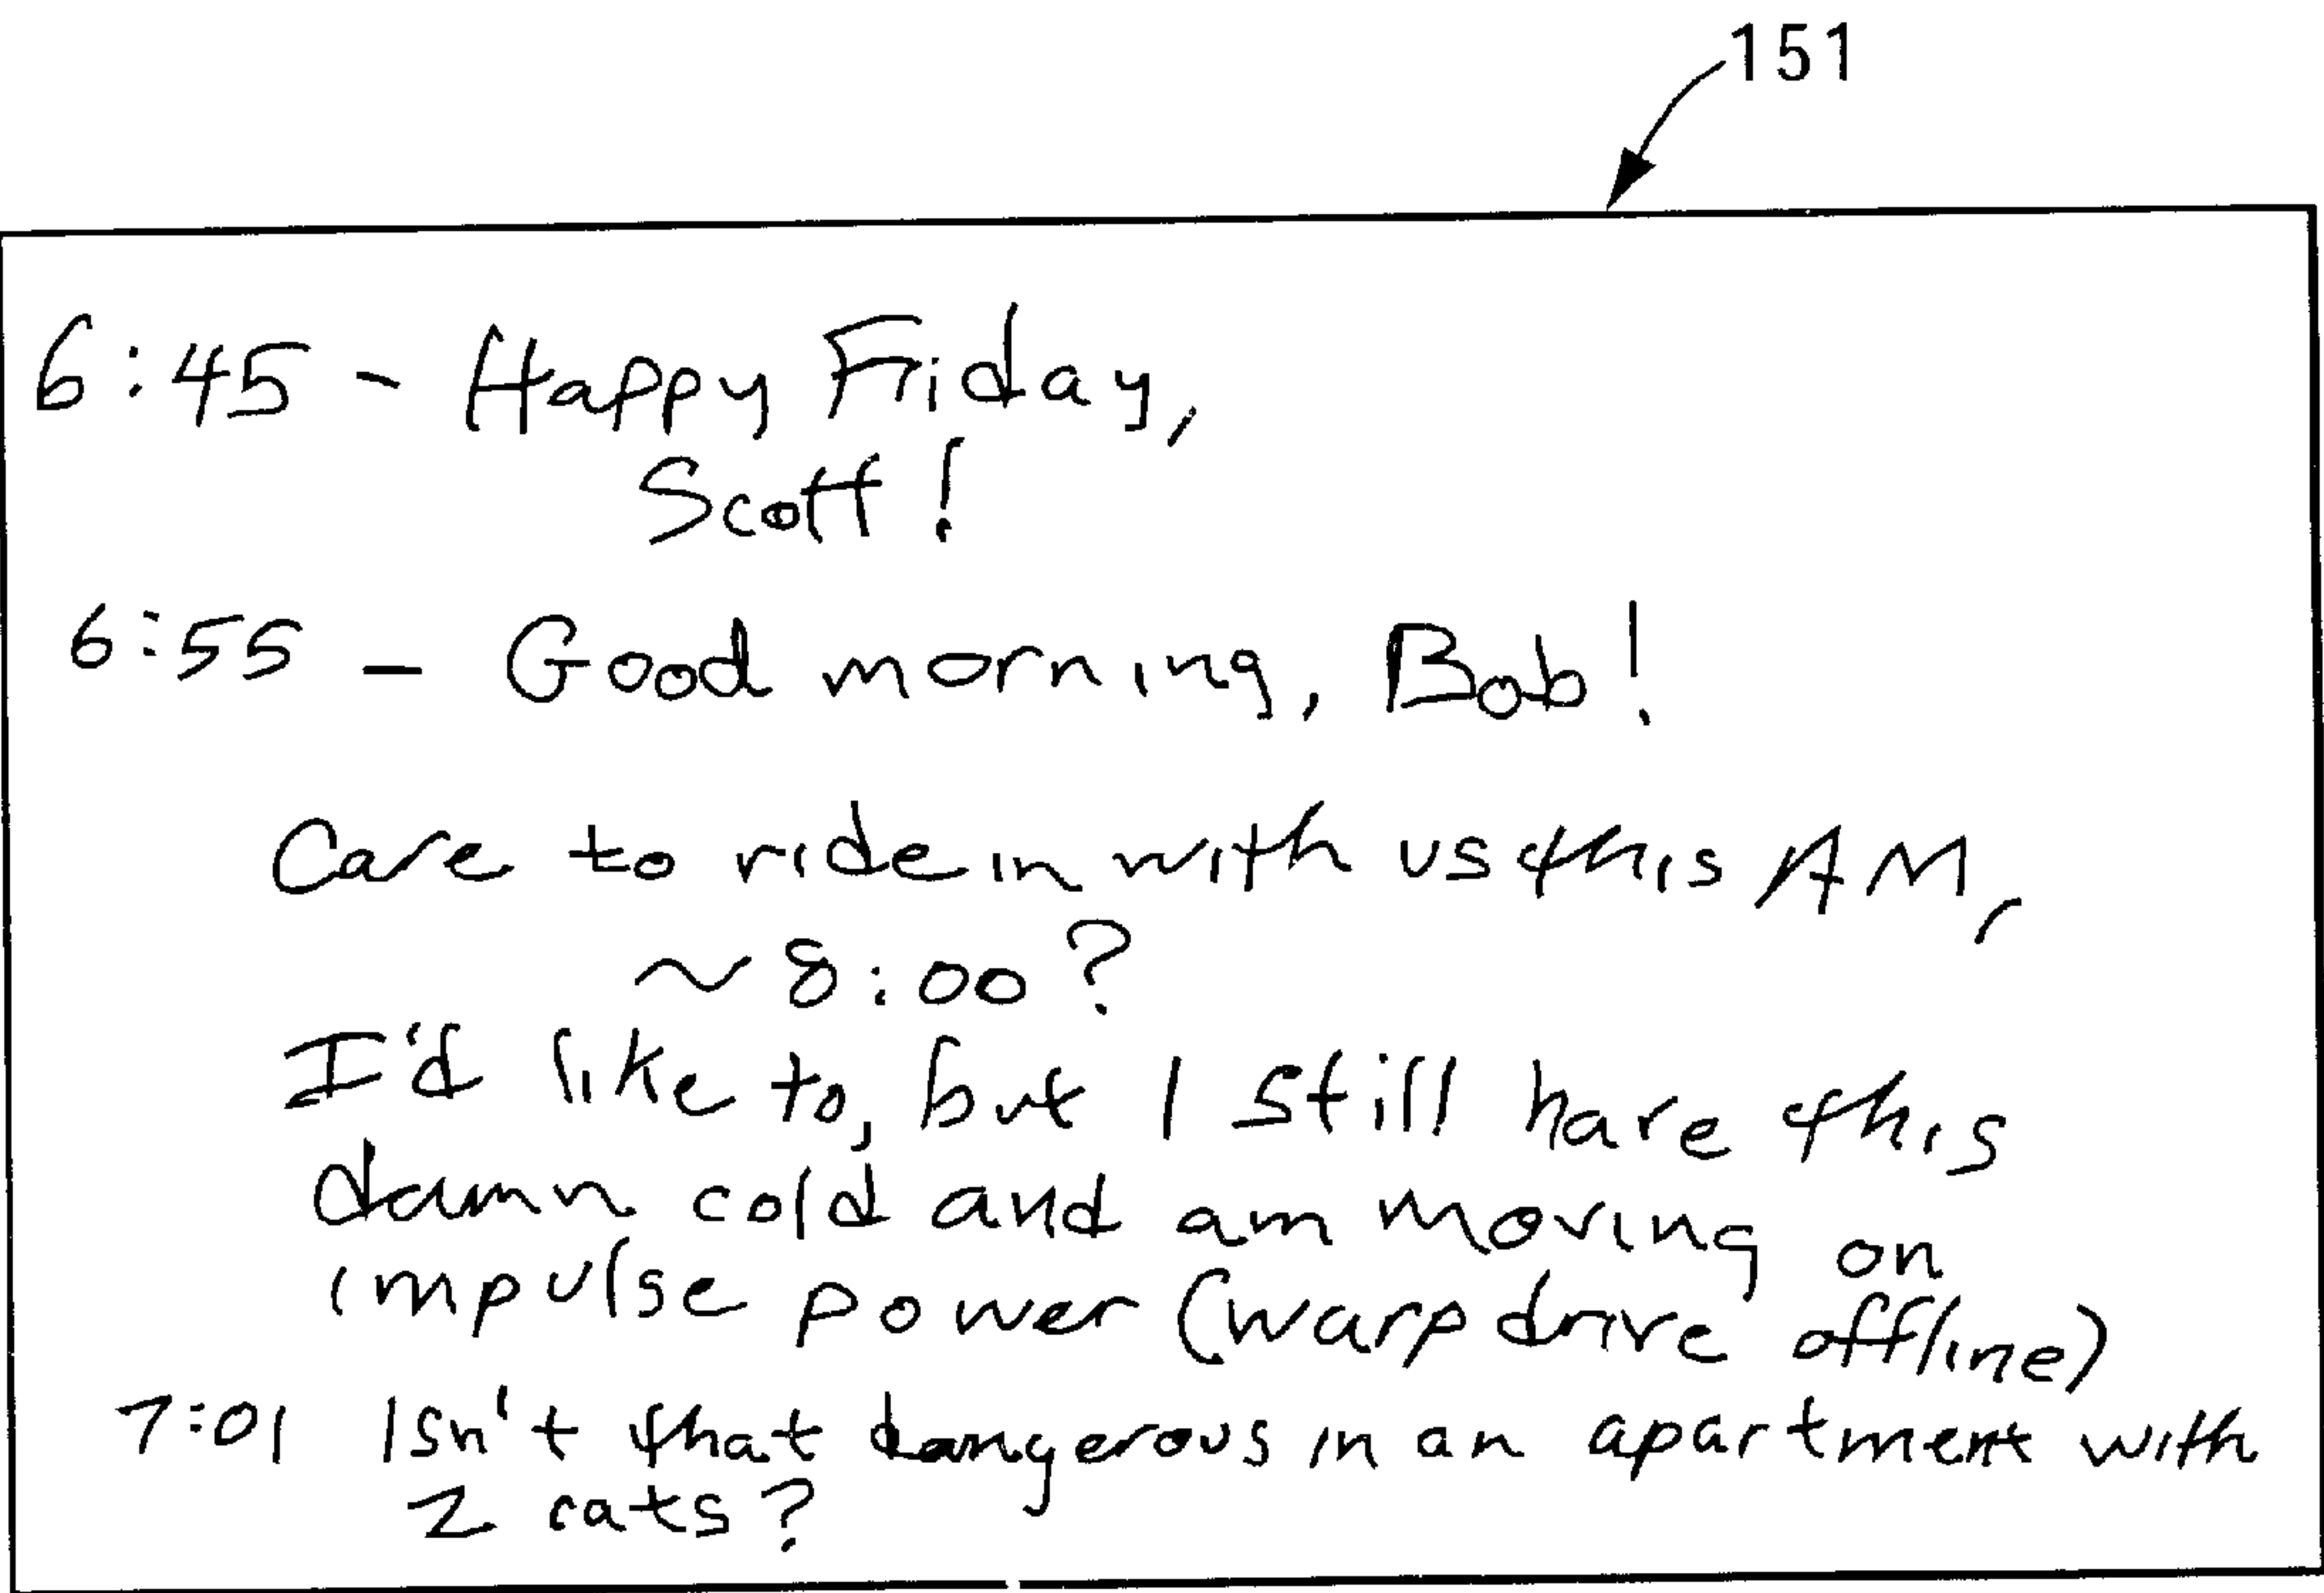 151
6:45 - Happy Friday,
Scott!
6:55 - Good morning, Bob!
Care to ride in with us this AM,
~ 8:00?
I'd like to, but I still have this
damn cold and am moving on
impulse power (warp drive offline)
7:01 Isn't that dangerous in an apartment with
2 cats?